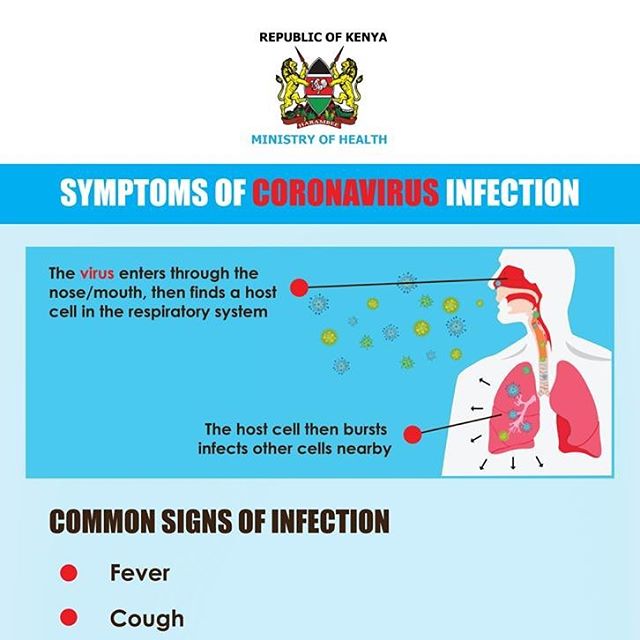 REPUBLIC OF KENYA
HARAMBEE
MINISTRY OF HEALTH
SYMPTOMS OF CORONAVIRUS INFECTION
The virus enters through the
nose/mouth, then finds a host
cell in the respiratory system
The host cell then bursts
infects other cells nearby
COMMON SIGNS OF INFECTION
Fever
Cough